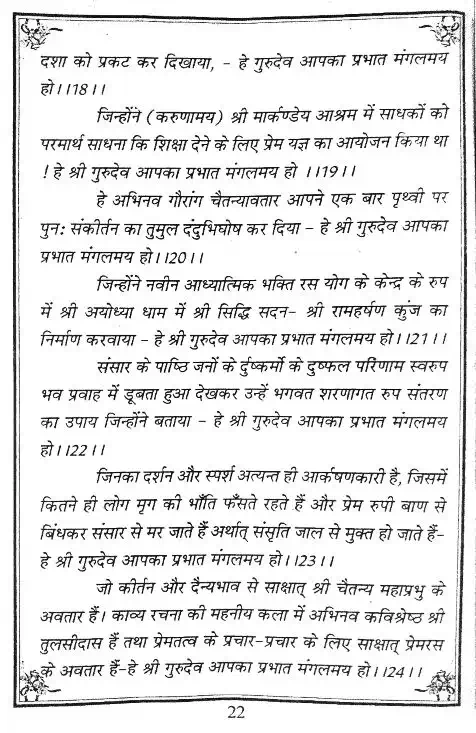 दशा को प्रकट कर दिखाया, - हे गुरुदेव आपका प्रभात मंगलमय
हो।।18।।
जिन्होंने (करुणामय) श्री मार्कण्डेय आश्रम में साधकों को
परमार्थ साधना कि शिक्षा देने के लिए प्रेम यज्ञ का आयोजन किया था
! हे श्री गुरुदेव आपका प्रभात मंगलमय हो ।।19।।
हे अभिनव गौरांग चैतन्यावतार आपने एक बार पृथ्वी पर
पुनः संकीर्तन का तुमुल दंदुभिघोष कर दिया - हे श्री गुरुदेव आपका
प्रभात मंगलमय हो।।20।।
जिन्होंने नवीन आध्यात्मिक भक्ति रस योग के केन्द्र के रुप
में श्री अयोध्या धाम में श्री सिद्धि सदन- श्री रामहर्षण कुंज का
निर्माण करवाया - हे श्री गुरुदेव आपका प्रभात मंगलमय हो।।21।।
संसार के पाष्ठि जनों के र्दुष्कर्मो के दुष्फल परिणाम स्वरुप
भव प्रवाह में डूबता हुआ देखकर उन्हें भगवत शरणागत रुप संतरण
का उपाय जिन्होंने बताया - हे श्री गुरुदेव आपका प्रभात मंगलमय
हो।।22।।
जिनका दर्शन और स्पर्श अत्यन्त ही आर्कषणकारी है, जिसमें
कितने ही लोग मृग की भाँति फँसते रहते हैं और प्रेम रुपी बाण से
बिंधकर संसार से मर जाते हैं अर्थात् संसृति जाल से मुक्त हो जाते हैं-
हे श्री गुरुदेव आपका प्रभात मंगलमय हो।।23।।
जो कीर्तन और दैन्यभाव से साक्षात् श्री चैतन्य महाप्रभु के
अवतार हैं। काव्य रचना की महनीय कला में अभिनव कविश्रेष्ठ श्री
तुलसीदास हैं तथा प्रेमतत्व के प्रचार-प्रचार के लिए साक्षात् प्रेमरस
के अवतार हैं-हे श्री गुरुदेव आपका प्रभात मंगलमय हो।।24।।
22